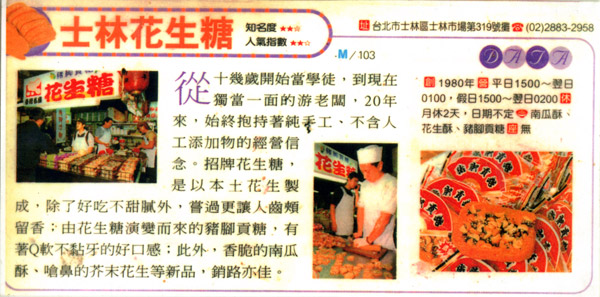 士林花生糖
知名度 ★★☆
人氣指數 ★★☆
址 台北市士林區士林市場第319號攤 ☎ (02)2883-2958
M/103
DATA
創 1980年 營 平日1500~翌日
0100,假日1500~翌日0200 休
月休2天,日期不定 南瓜酥、
花生酥、豬腳貢糖 座 無
花生糖
從十幾歲開始當學徒,到現在
獨當一面的游老闆,20年
來,始終抱持著純手工、不含人
工添加物的經營信
念。招牌花生糖,
是以本土花生製
成,除了好吃不甜膩外,嘗過更讓人齒頰
留香;由花生糖演變而來的豬腳貢糖,有
著Q軟不黏牙的好口感;此外,香脆的南瓜
酥、嗆鼻的芥末花生等新品,銷路亦佳。
花生糖